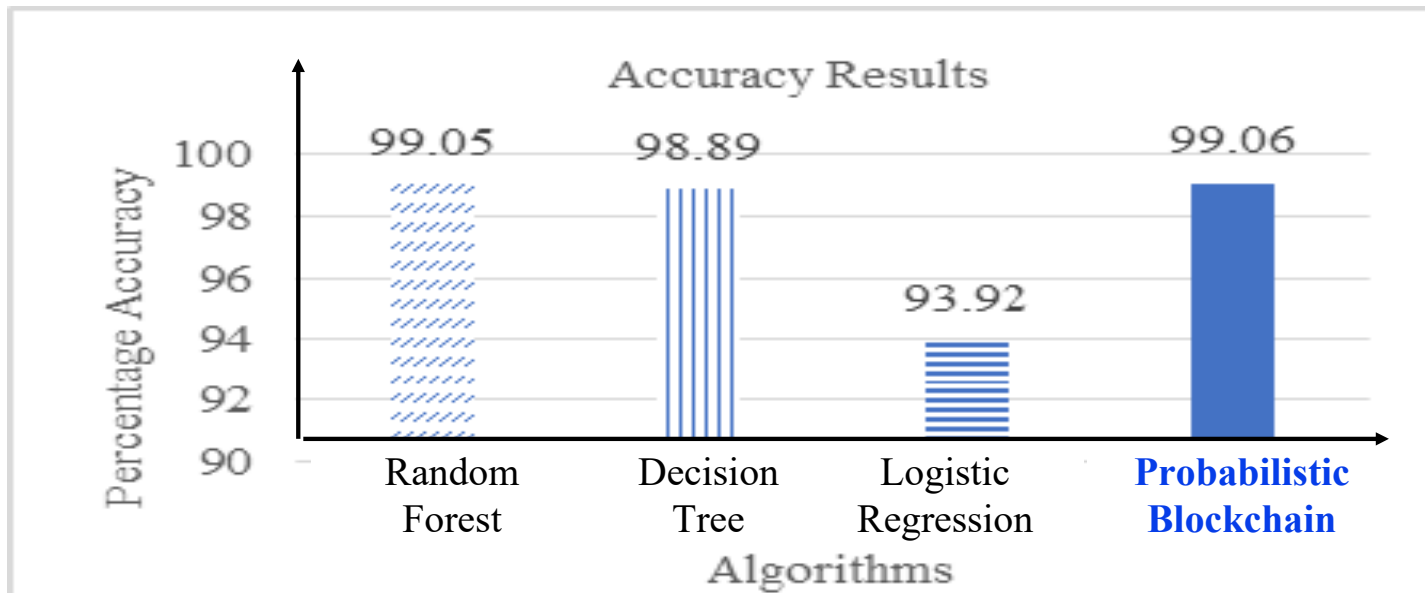 Accuracy Results
99.05
98.89
93.92
99.06
100
98
96
94
92
90
Percentage Accuracy
Random
Forest
Decision
Tree
Logistic
Regression
Probabilistic
Blockchain
Algorithms